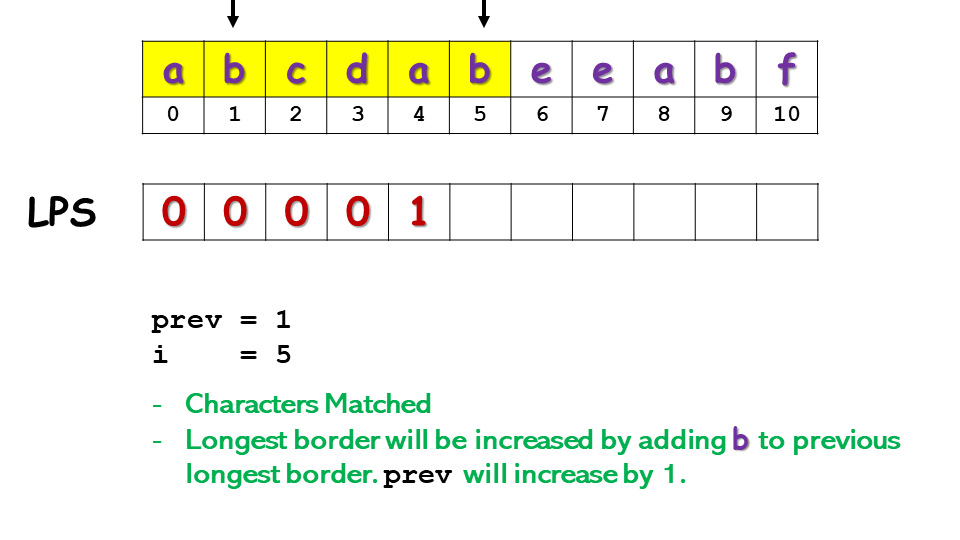 a b c d a b e e a b f
0 1 2 3 4 5 6 7 8 9 10
LPS 0 0 0 0 1
prev = 1
i = 5
- Characters Matched
- Longest border will be increased by adding b to previous
longest border. prev will increase by 1.